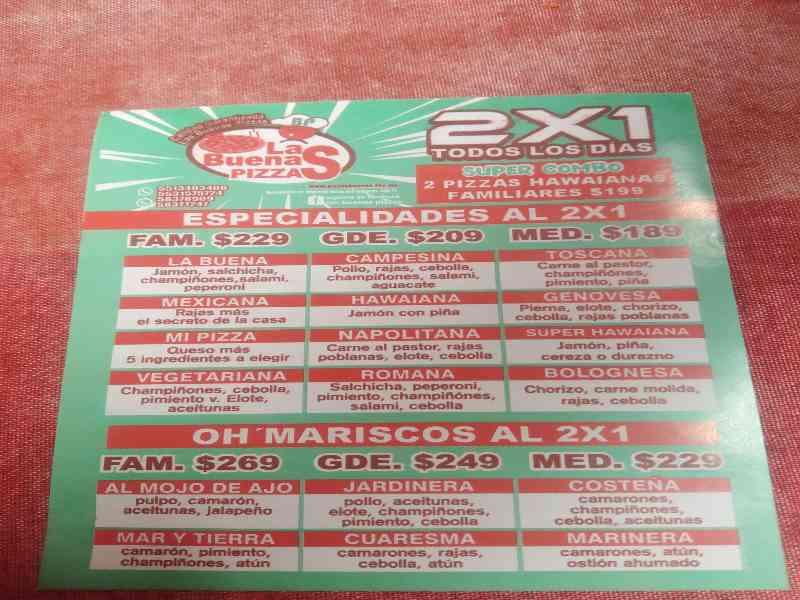 La
Buena'S
PIZZAS
5513483486
5531576774
58378909
58311747
2X1
TODOS LOS DÍAS
SUPER COMBO
2 PIZZAS HAWAIANAS
FAMILIARES $199
ESPECIALIDADES AL 2X1
FAM. $229 GDE. $209 MED. $189
LA BUENA
Jamón, salchicha,
champiñones,salami,
peperoni
CAMPESINA
Pollo, rajas, cebolla,
champiñones, salami,
aguacate
TOSCANA
Carne al pastor,
champiñones,
pimiento, piña
MEXICANA
Rajas más
el secreto de la casa
HAWAIANA
Jamón con piña
GENOVESA
Pierna, elote, chorizo,
cebolla, rajas poblanas
MI PIZZA
Queso más
5 ingredientes a elegir
NAPOLITANA
Carne al pastor, rajas
poblanas, elote, cebolla
SUPER HAWAIANA
Jamón, piña,
cereza o durazno
VEGETARIANA
Champiñones, cebolla,
pimiento v. Elote,
aceitunas
ROMANA
Salchicha, peperoni,
pimiento, champiñónes,
salami, cebolla
BOLOGNESA
Chorizo, carne molida,
rajas, cebolla
OH´MARISCOS AL 2X1
FAM. $269 GDE. $249 MED. $229
AL MOJO DE AJO
pulpo, camarón,
aceitunas, jalapeño
JARDINERA
pollo, aceitunas,
elote, champiñones,
pimiento, cebolla
COSTEÑA
camarones,
champiñones,
cebolla, aceitunas
MAR Y TIERRA
camarón, pimiento,
champiñones, atún
CUARESMA
camarones, rajas,
cebolla, atún
MARINERA
camarones, atún,
ostión ahumado